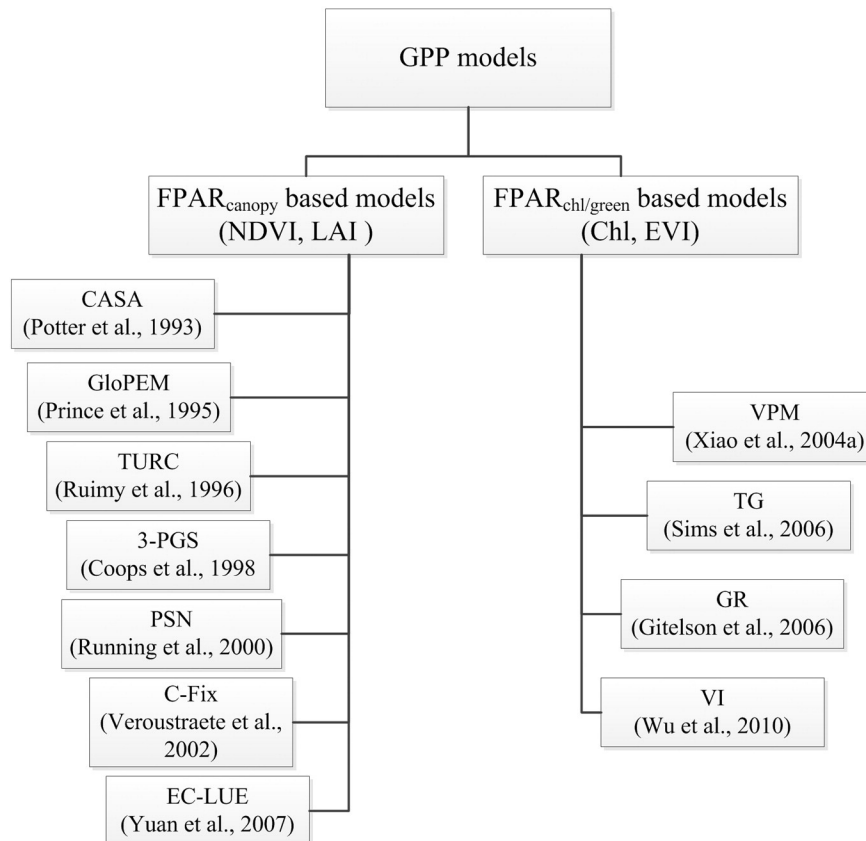 GPP models
FPARcanopy based models
(NDVI, LAI )
FPARchl/green based models
(Chl, EVI)
CASA
(Potter et al., 1993)
GloPEM
(Prince et al., 1995)
TURC
(Ruimy et al., 1996)
3-PGS
(Coops et al., 1998
PSN
(Running et al., 2000)
C-Fix
(Veroustraete et al.,
2002)
EC-LUE
(Yuan et al., 2007)
VPM
(Xiao et al., 2004a)
TG
(Sims et al., 2006)
GR
(Gitelson et al., 2006)
VI
(Wu et al., 2010)